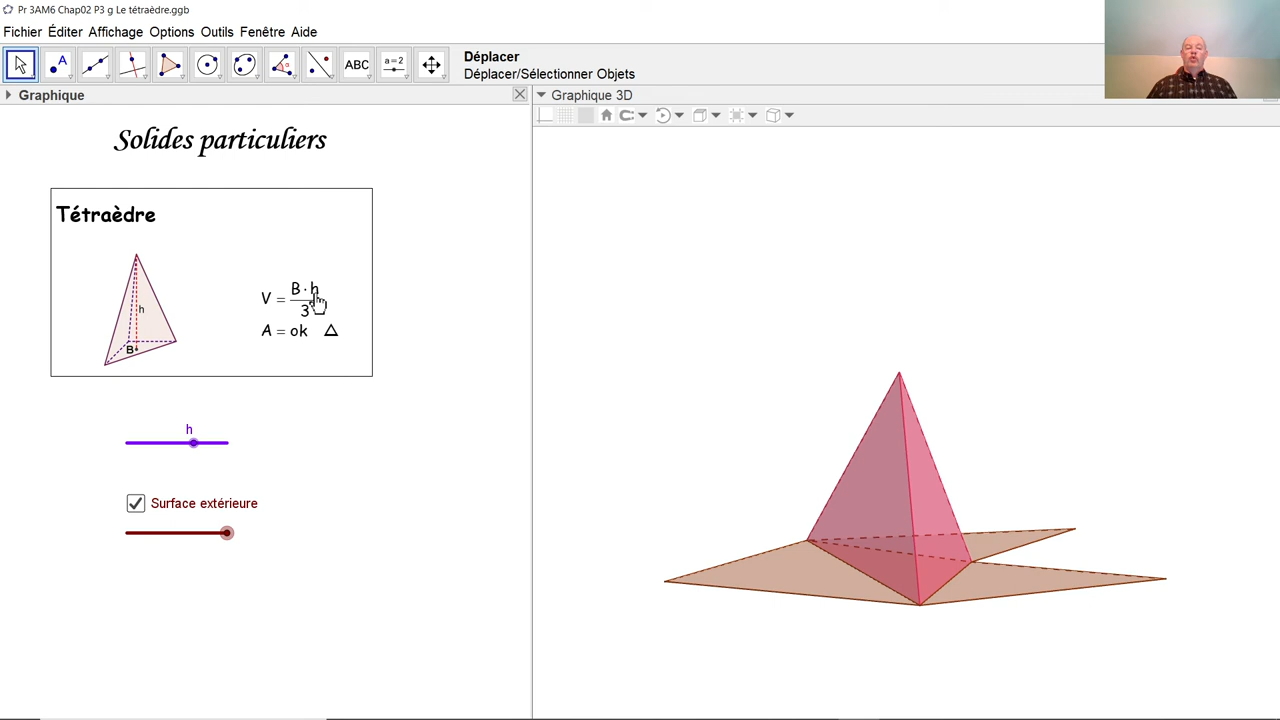 Pr 3AM6 Chap02 P3 g Le tétraèdre.ggb
Fichier Éditer Affichage Options Outils Fenêtre Aide
A
ABC
a=2
Déplacer
Déplacer/Sélectionner Objets
Graphique
Graphique 3D
Solides particuliers
Tétraèdre
h
B
V = B · h / 3
A = ok △
h
Surface extérieure